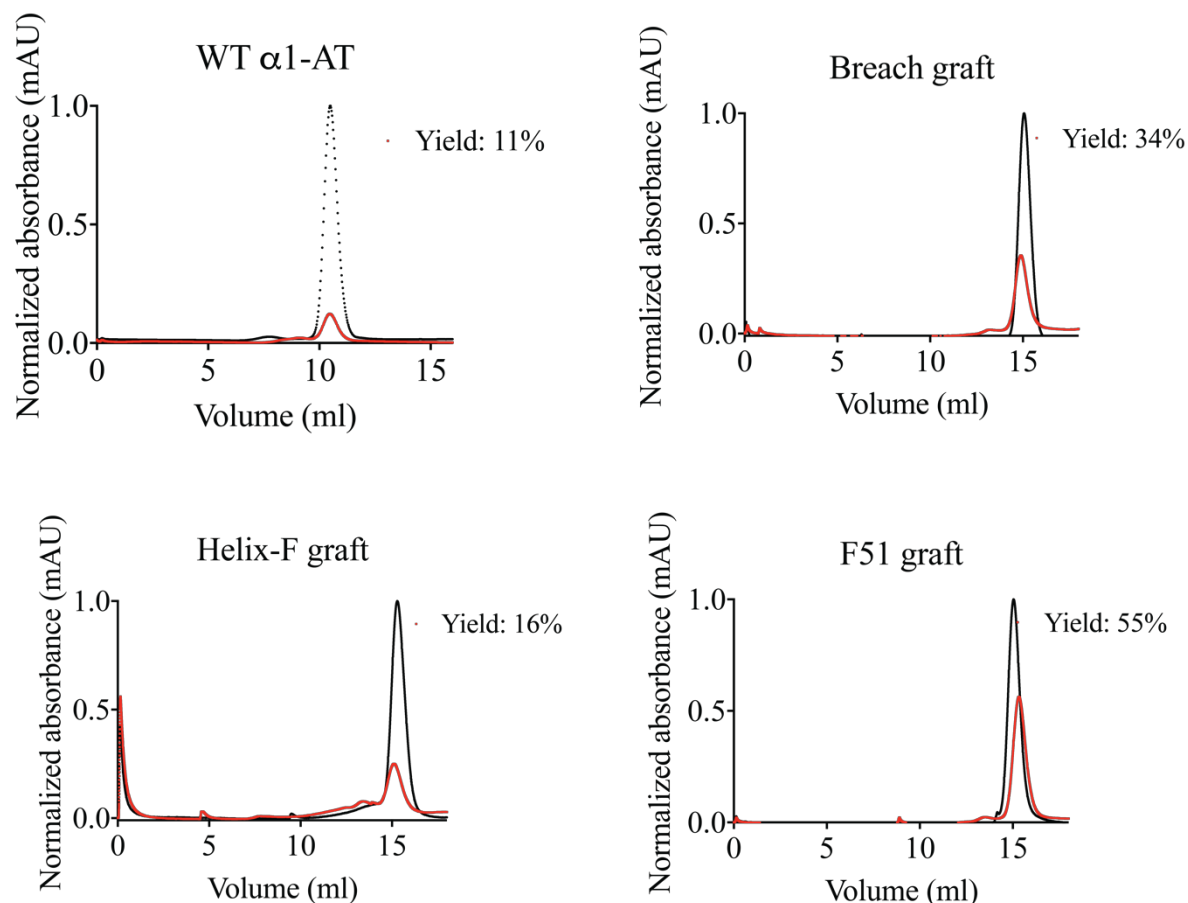 WT α1-AT
Normalized absorbance (mAU)
1.0
0.5
0.0
0
5
10
15
Volume (ml)
Yield: 11%
Breach graft
Normalized absorbance (mAU)
1.0
0.5
0.0
0
5
10
15
Volume (ml)
Yield: 34%
Helix-F graft
Normalized absorbance (mAU)
1.0
0.5
0.0
0
5
10
15
Volume (ml)
Yield: 16%
F51 graft
Normalized absorbance (mAU)
1.0
0.5
0.0
0
5
10
15
Volume (ml)
Yield: 55%